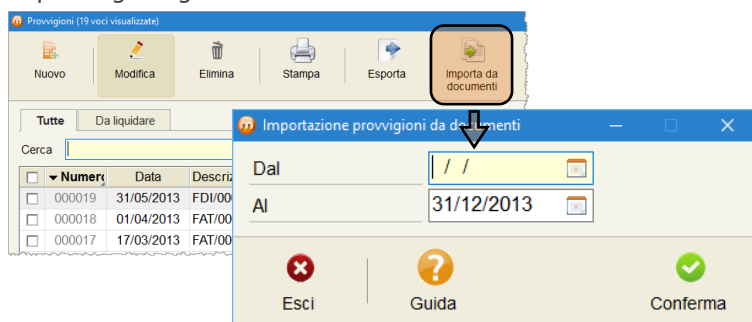 Provvigioni (19 voci visualizzate)
Nuovo
Modifica
Elimina
Stampa
Esporta
Importa da
documenti
Tutte
Da liquidare
Cerca
Numero
Data
000019 31/05/2013 FDI/00
000018 01/04/2013 FAT/00
000017 17/03/2013 FAT/00
Importazione provvigioni da documenti
Dal / /
Al 31/12/2013
Esci
Guida
Conferma